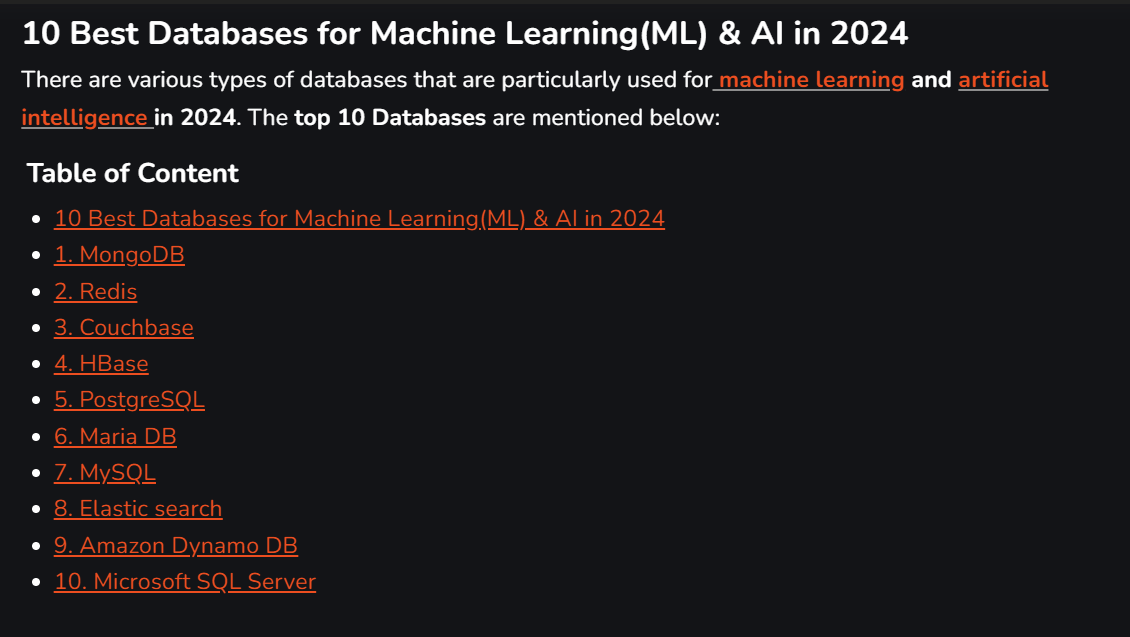 10 Best Databases for Machine Learning(ML) & AI in 2024
There are various types of databases that are particularly used for machine learning and artificial
intelligence in 2024. The top 10 Databases are mentioned below:
Table of Content
10 Best Databases for Machine Learning(ML) & AI in 2024
1. MongoDB
2. Redis
3. Couchbase
4. HBase
5. PostgreSQL
6. Maria DB
7. MySQL
8. Elastic search
9. Amazon Dynamo DB
10. Microsoft SQL Server